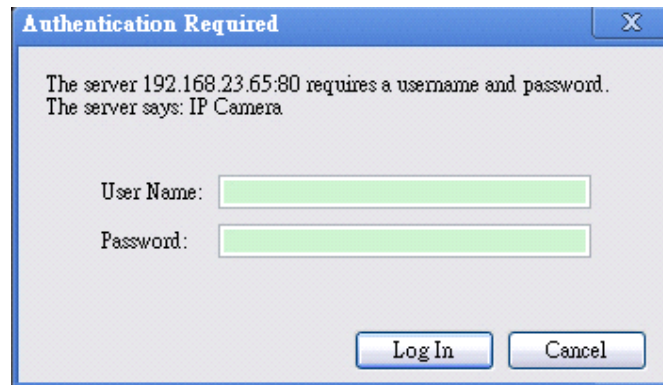 Authentication Required
X
The server 192.168.23.65:80 requires a username and password.
The server says: IP Camera
User Name:
Password:
Log In
Cancel